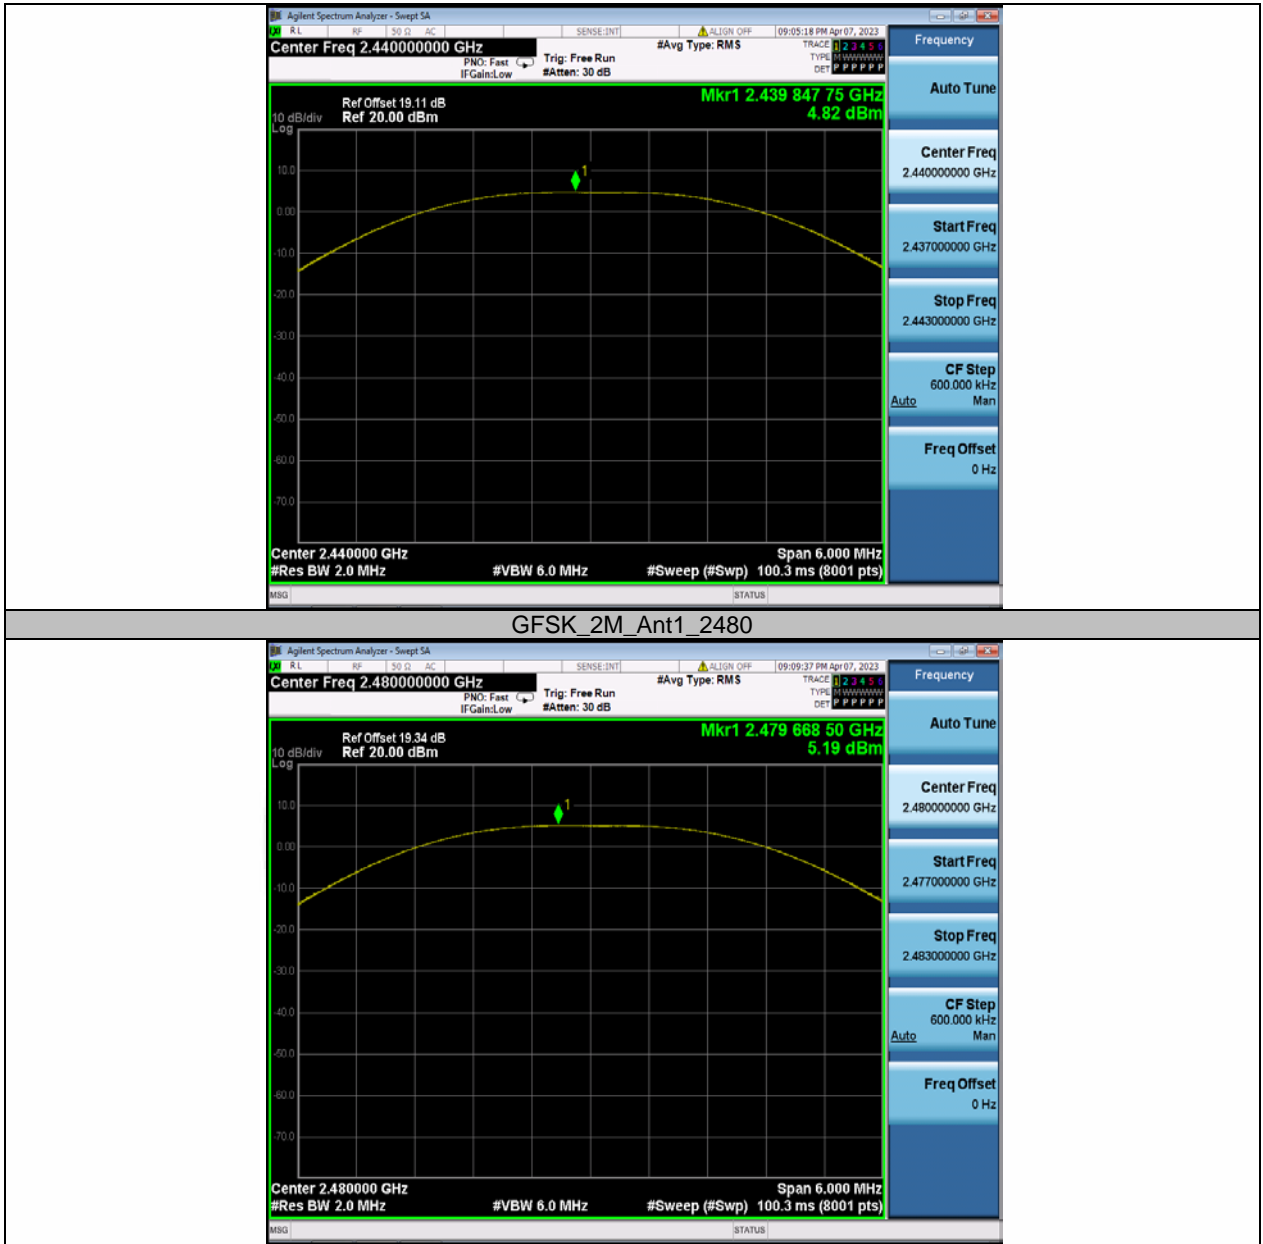 Agilent Spectrum Analyzer - Swept SA
RL RF 50 Ω AC SENSE:INT ALIGN OFF 09:05:18 PM Apr 07, 2023
Center Freq 2.440000000 GHz
PNO: Fast
IFGain:Low
Trig: Free Run
#Atten: 30 dB
#Avg Type: RMS
TRACE 1 2 3 4 5 6
TYPE M WWWWW
DET P P P P P P
Mkr1 2.439 847 75 GHz
4.82 dBm
Ref Offset 19.11 dB
10 dB/div Ref 20.00 dBm
Log
1
10.0
0.00
-10.0
-20.0
-30.0
-40.0
-50.0
-60.0
-70.0
Center 2.440000 GHz Span 6.000 MHz
#Res BW 2.0 MHz #VBW 6.0 MHz #Sweep (#Swp) 100.3 ms (8001 pts)
MSG STATUS
Frequency
Auto Tune
Center Freq
2.440000000 GHz
Start Freq
2.437000000 GHz
Stop Freq
2.443000000 GHz
CF Step
600.000 kHz
Auto Man
Freq Offset
0 Hz
GFSK_2M_Ant1_2480
Agilent Spectrum Analyzer - Swept SA
RL RF 50 Ω AC SENSE:INT ALIGN OFF 09:09:37 PM Apr 07, 2023
Center Freq 2.480000000 GHz
PNO: Fast
IFGain:Low
Trig: Free Run
#Atten: 30 dB
#Avg Type: RMS
TRACE 1 2 3 4 5 6
TYPE M WWWWW
DET P P P P P P
Mkr1 2.479 668 50 GHz
5.19 dBm
Ref Offset 19.34 dB
10 dB/div Ref 20.00 dBm
Log
1
10.0
0.00
-10.0
-20.0
-30.0
-40.0
-50.0
-60.0
-70.0
Center 2.480000 GHz Span 6.000 MHz
#Res BW 2.0 MHz #VBW 6.0 MHz #Sweep (#Swp) 100.3 ms (8001 pts)
MSG STATUS
Frequency
Auto Tune
Center Freq
2.480000000 GHz
Start Freq
2.477000000 GHz
Stop Freq
2.483000000 GHz
CF Step
600.000 kHz
Auto Man
Freq Offset
0 Hz